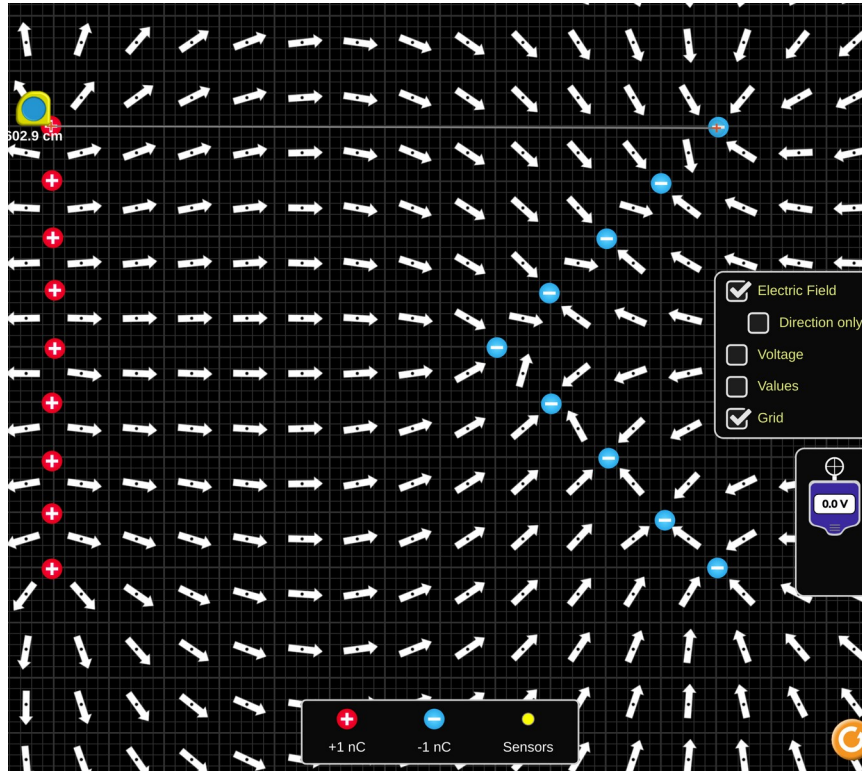 602.9 cm
Electric Field
Direction only
Voltage
Values
Grid
0.0 V
+1 nC
-1 nC
Sensors